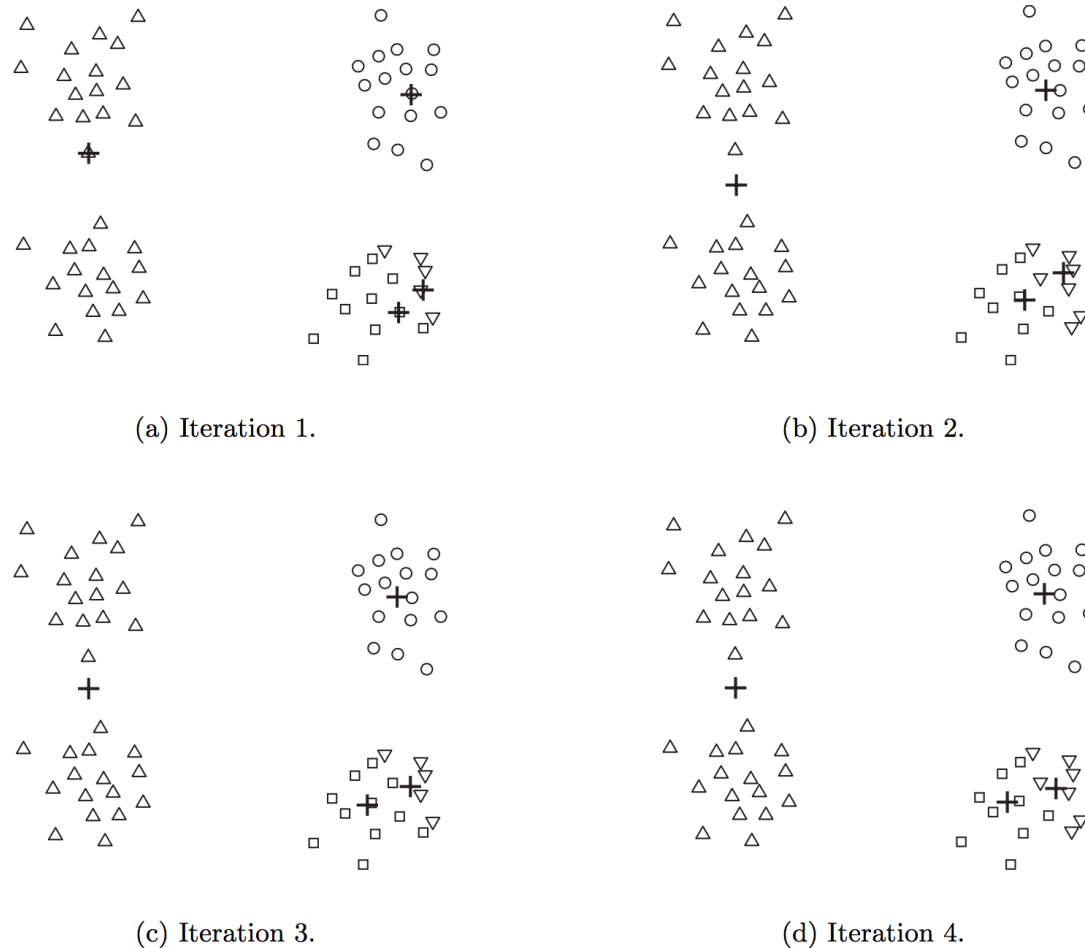 (a) Iteration 1.
(b) Iteration 2.
(c) Iteration 3.
(d) Iteration 4.